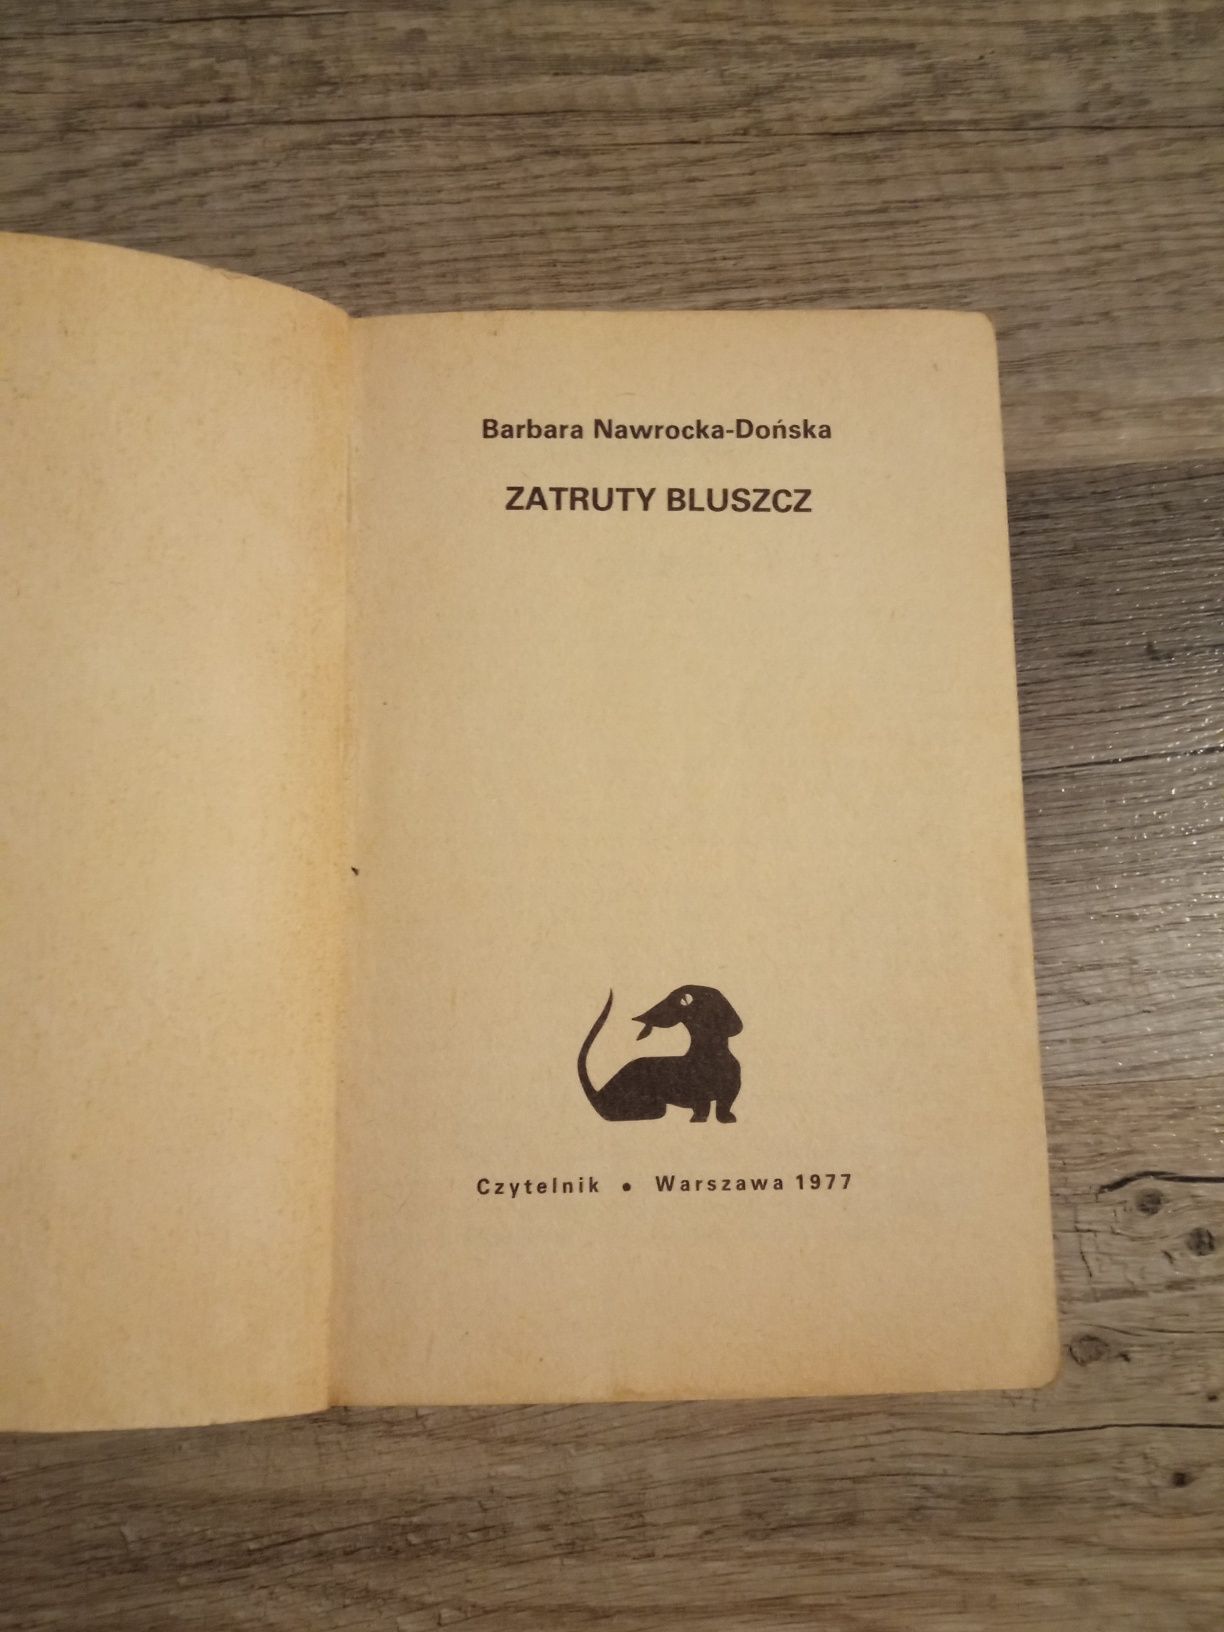 Barbara Nawrocka-Dońska
ZATRUTY BLUSZCZ
Czytelnik • Warszawa 1977